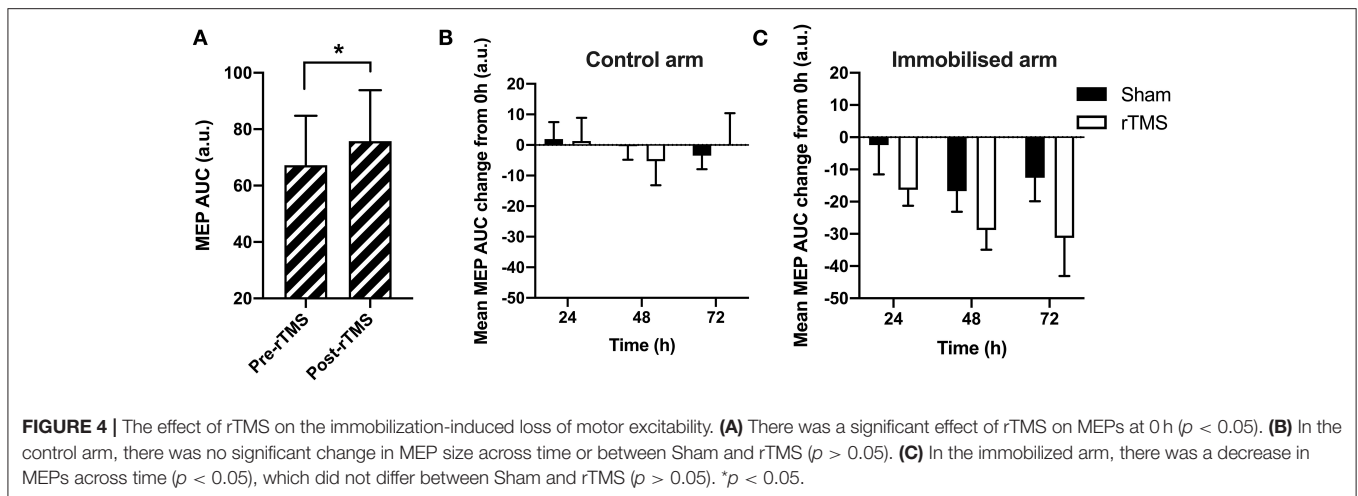 A
*
MEP AUC (a.u.)
100
80
60
40
20
Pre-rTMS
Post-rTMS
B
Control arm
Mean MEP AUC change from 0h (a.u.)
20
10
0
-10
-20
-30
-40
-50
24 48 72
Time (h)
C
Immobilised arm
Mean MEP AUC change from 0h (a.u.)
20
10
0
-10
-20
-30
-40
-50
24 48 72
Time (h)
Sham
rTMS
FIGURE 4 | The effect of rTMS on the immobilization-induced loss of motor excitability. (A) There was a significant effect of rTMS on MEPs at 0 h (p < 0.05). (B) In the
control arm, there was no significant change in MEP size across time or between Sham and rTMS (p > 0.05). (C) In the immobilized arm, there was a decrease in
MEPs across time (p < 0.05), which did not differ between Sham and rTMS (p > 0.05). *p < 0.05.